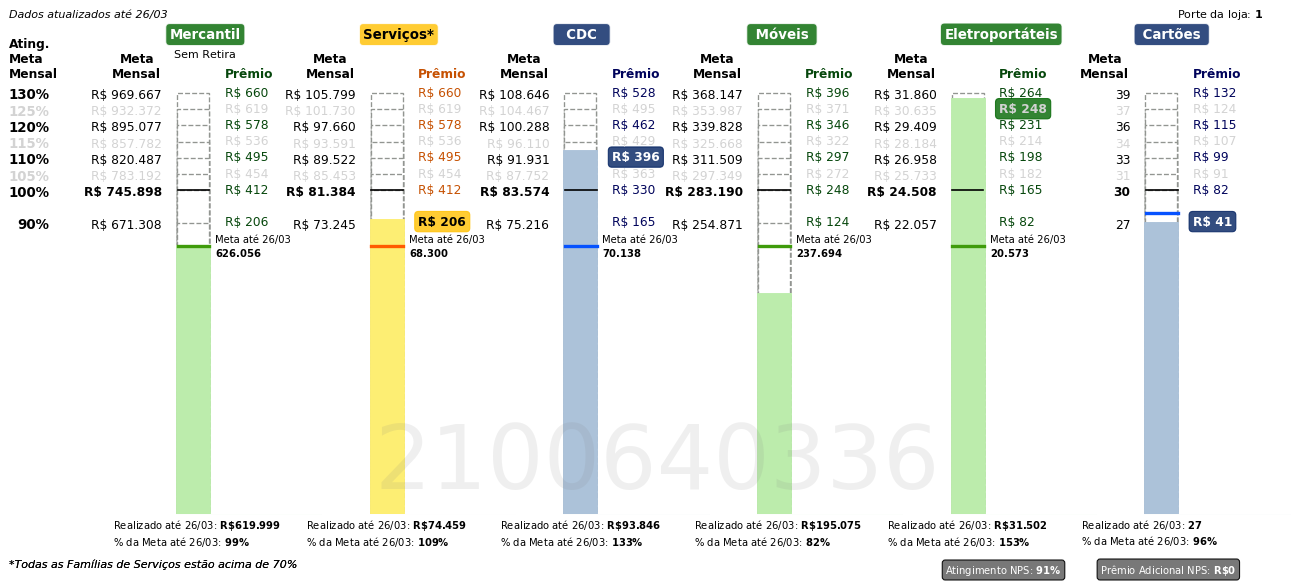 Dados atualizados até 26/03
Porte da loja: 1
Mercantil Serviços* CDC Móveis Eletroportáteis Cartões
Sem Retira
Ating. Meta Mensal
Meta Mensal Prêmio Meta Mensal Prêmio Meta Mensal Prêmio Meta Mensal Prêmio Meta Mensal Prêmio Meta Mensal Prêmio
130% R$ 969.667 R$ 660 R$ 105.799 R$ 660 R$ 108.646 R$ 528 R$ 368.147 R$ 396 R$ 31.860 R$ 264 39 R$ 132
125% R$ 932.372 R$ 619 R$ 101.730 R$ 619 R$ 104.467 R$ 495 R$ 353.987 R$ 371 R$ 30.635 R$ 248 37 R$ 124
120% R$ 895.077 R$ 578 R$ 97.660 R$ 578 R$ 100.288 R$ 462 R$ 339.828 R$ 346 R$ 29.409 R$ 231 36 R$ 115
115% R$ 857.782 R$ 536 R$ 93.591 R$ 536 R$ 96.110 R$ 429 R$ 325.668 R$ 322 R$ 28.184 R$ 214 34 R$ 107
110% R$ 820.487 R$ 495 R$ 89.522 R$ 495 R$ 91.931 R$ 396 R$ 311.509 R$ 297 R$ 26.958 R$ 198 33 R$ 99
105% R$ 783.192 R$ 454 R$ 85.453 R$ 454 R$ 87.752 R$ 363 R$ 297.349 R$ 272 R$ 25.733 R$ 182 31 R$ 91
100% R$ 745.898 R$ 412 R$ 81.384 R$ 412 R$ 83.574 R$ 330 R$ 283.190 R$ 248 R$ 24.508 R$ 165 30 R$ 82
90% R$ 671.308 R$ 206 R$ 73.245 R$ 206 R$ 75.216 R$ 165 R$ 254.871 R$ 124 R$ 22.057 R$ 82 27 R$ 41
Meta até 26/03 Meta até 26/03 Meta até 26/03 Meta até 26/03 Meta até 26/03
626.056 68.300 70.138 237.694 20.573
2100640336
Realizado até 26/03: R$619.999 Realizado até 26/03: R$74.459 Realizado até 26/03: R$93.846 Realizado até 26/03: R$195.075 Realizado até 26/03: R$31.502 Realizado até 26/03: 27
% da Meta até 26/03: 99% % da Meta até 26/03: 109% % da Meta até 26/03: 133% % da Meta até 26/03: 82% % da Meta até 26/03: 153% % da Meta até 26/03: 96%
*Todas as Famílias de Serviços estão acima de 70%
Atingimento NPS: 91% Prêmio Adicional NPS: R$0